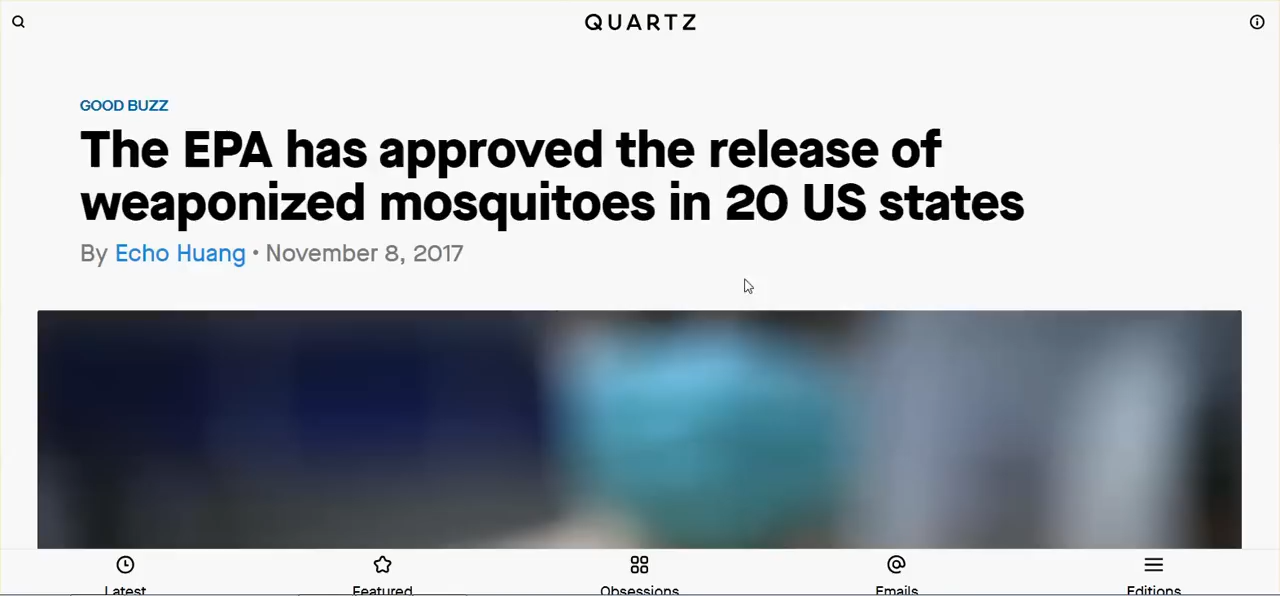 QUARTZ
GOOD BUZZ
The EPA has approved the release of
weaponized mosquitoes in 20 US states
By Echo Huang • November 8, 2017
Latest Featured Obsessions Emails Editions